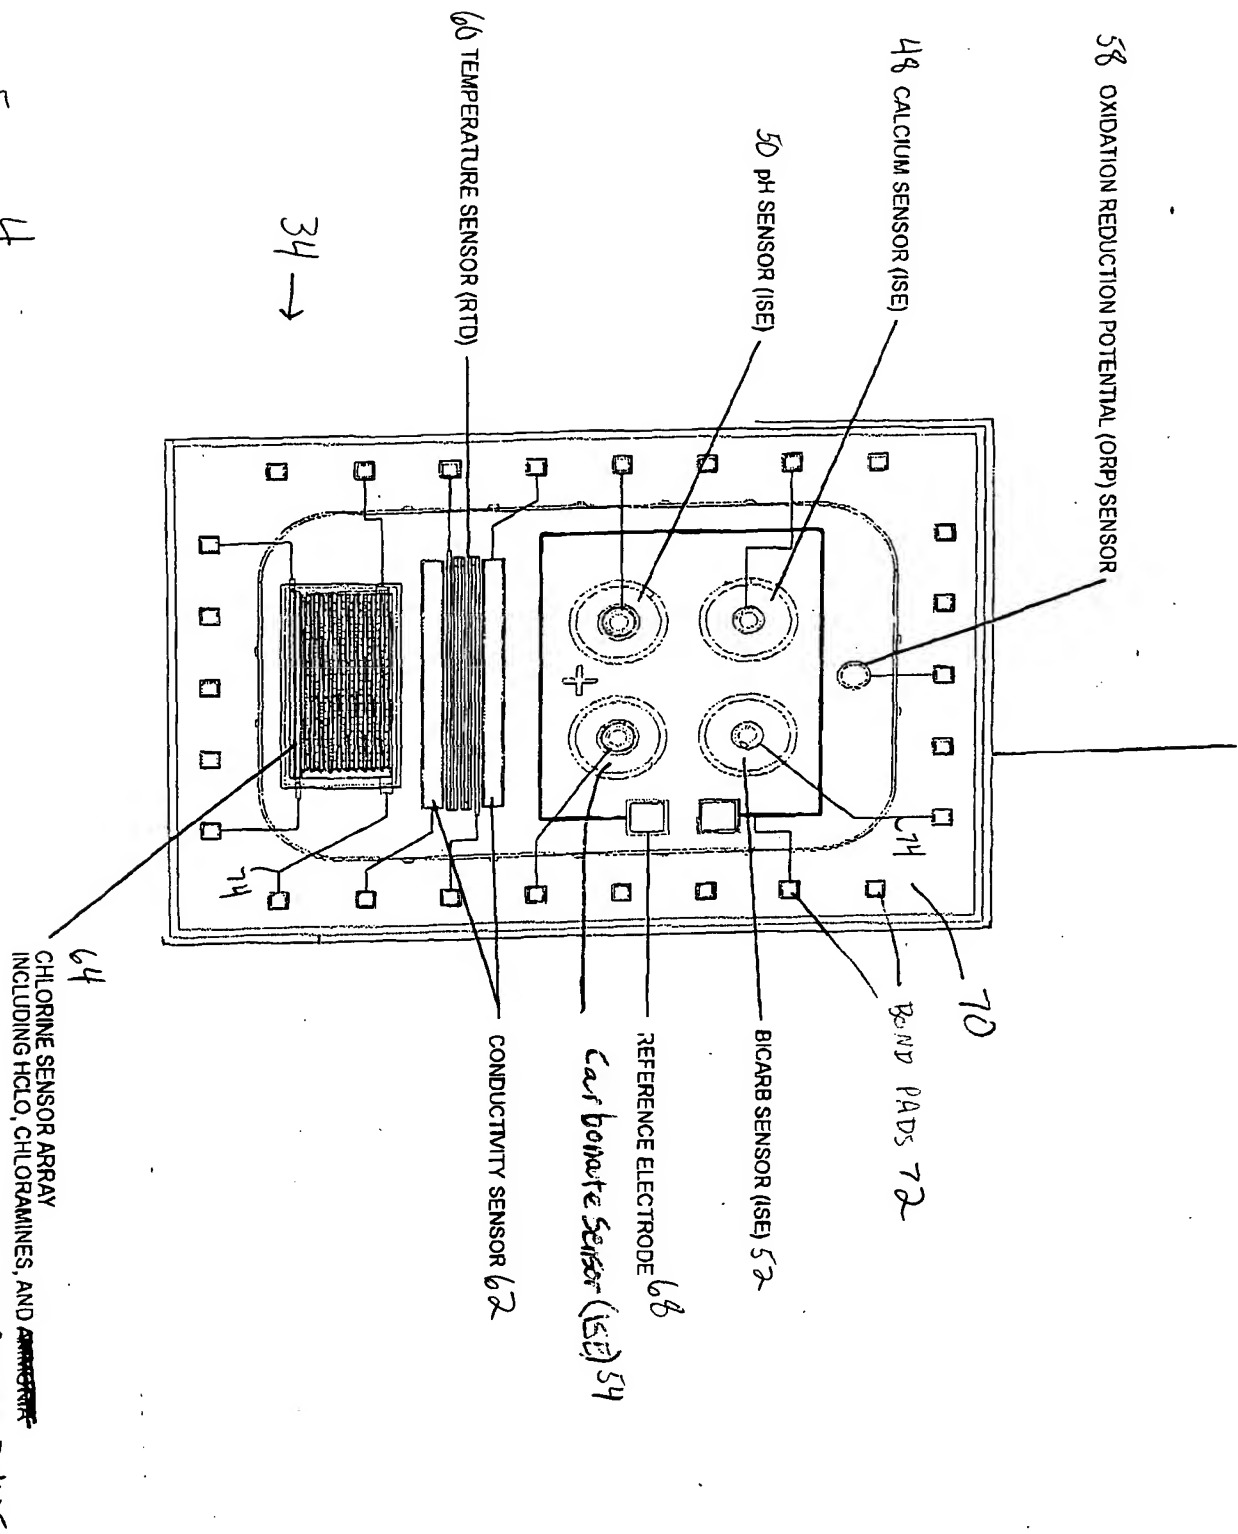 58 OXIDATION REDUCTION POTENTIAL (ORP) SENSOR
48 CALCIUM SENSOR (ISE)
50 pH SENSOR (ISE)
60 TEMPERATURE SENSOR (RTD)
34 →
74
74
70
BOND PADS 72
BICARB SENSOR (ISE) 52
REFERENCE ELECTRODE 68
Carbonate Sensor (ISE) 54
CONDUCTIVITY SENSOR 62
64
CHLORINE SENSOR ARRAY
INCLUDING HCLO, CHLORAMINES, AND AMMONIA
4